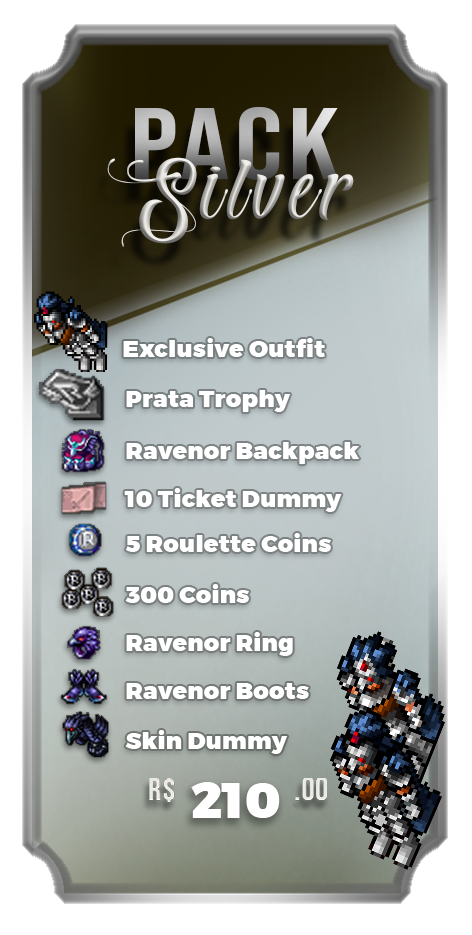 PACK
Silver
Exclusive Outfit
Prata Trophy
Ravenor Backpack
10 Ticket Dummy
5 Roulette Coins
300 Coins
Ravenor Ring
Ravenor Boots
Skin Dummy
R$ 210 .00